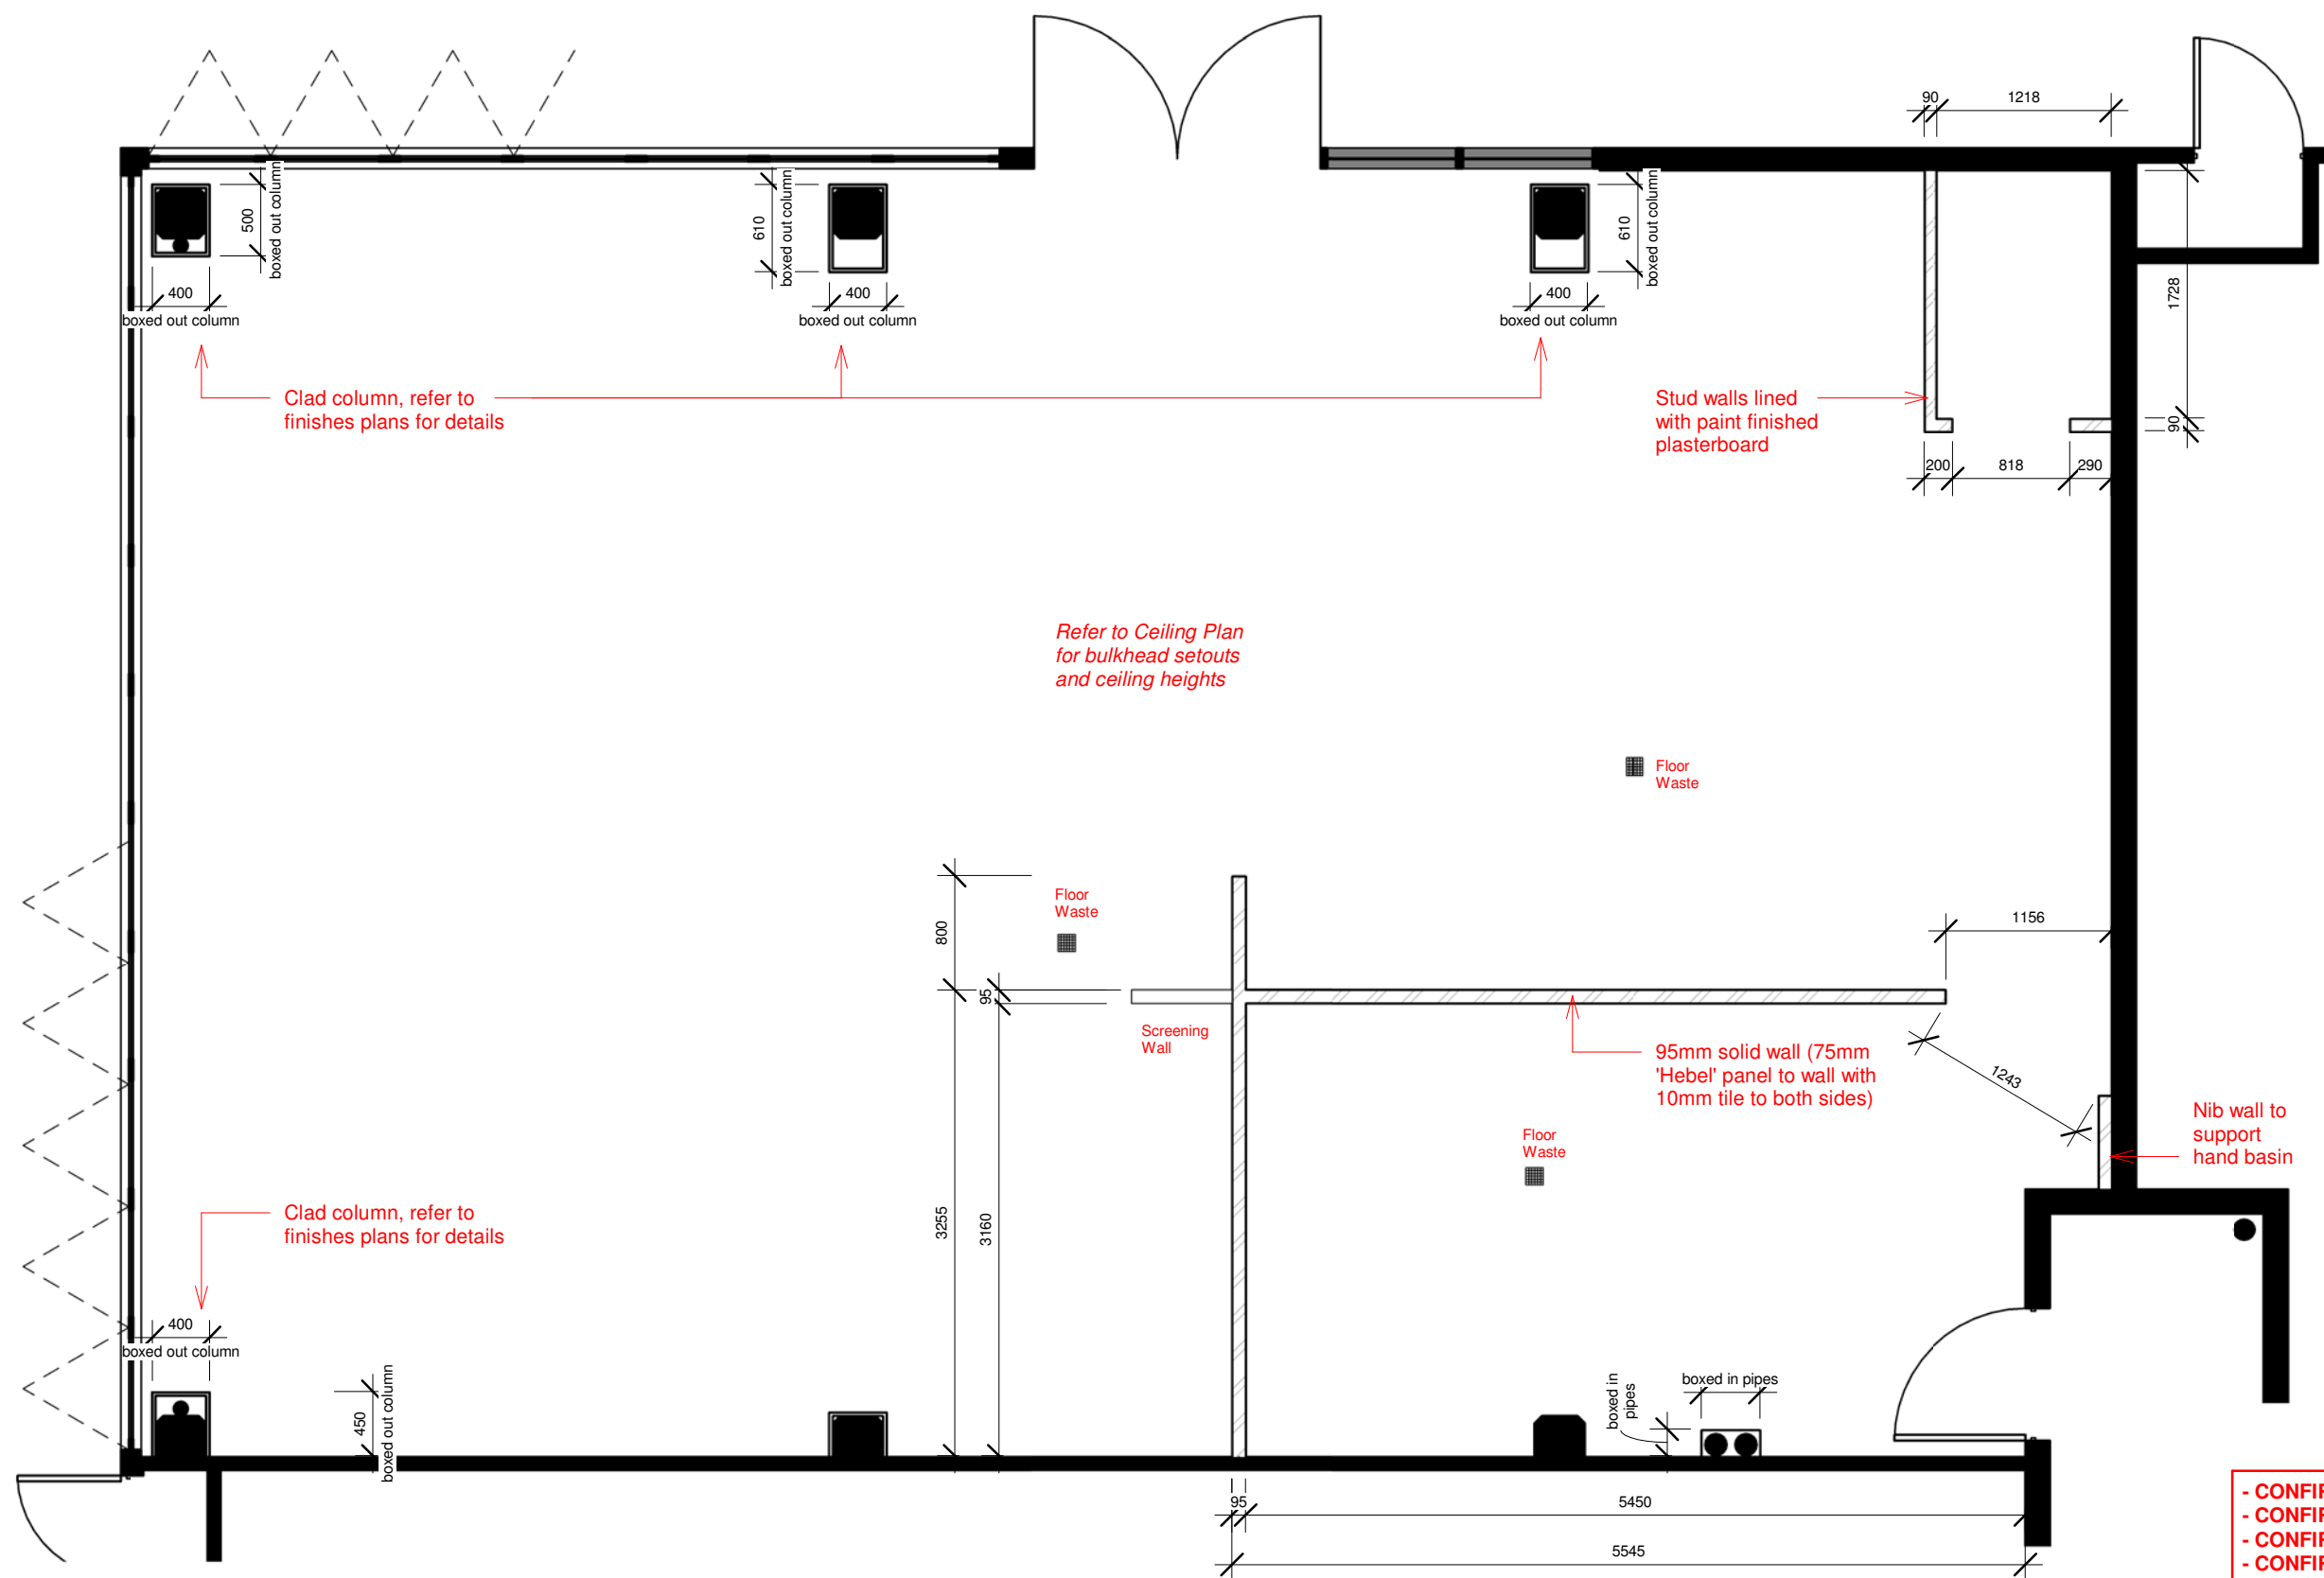 90
1218
500
boxed out column
610
boxed out column
610
boxed out column
400
boxed out column
400
boxed out column
400
boxed out column
1728
90
Clad column, refer to
finishes plans for details
Stud walls lined
with paint finished
plasterboard
200
818
290
Refer to Ceiling Plan
for bulkhead setouts
and ceiling heights
Floor
Waste
Floor
Waste
800
95
1156
Screening
Wall
95mm solid wall (75mm
'Hebel' panel to wall with
10mm tile to both sides)
1243
Nib wall to
support
hand basin
Floor
Waste
3255
3160
Clad column, refer to
finishes plans for details
400
boxed out column
450
boxed out column
boxed in
pipes
boxed in pipes
95
5450
5545
- CONFIR
- CONFIR
- CONFIR
- CONFIR